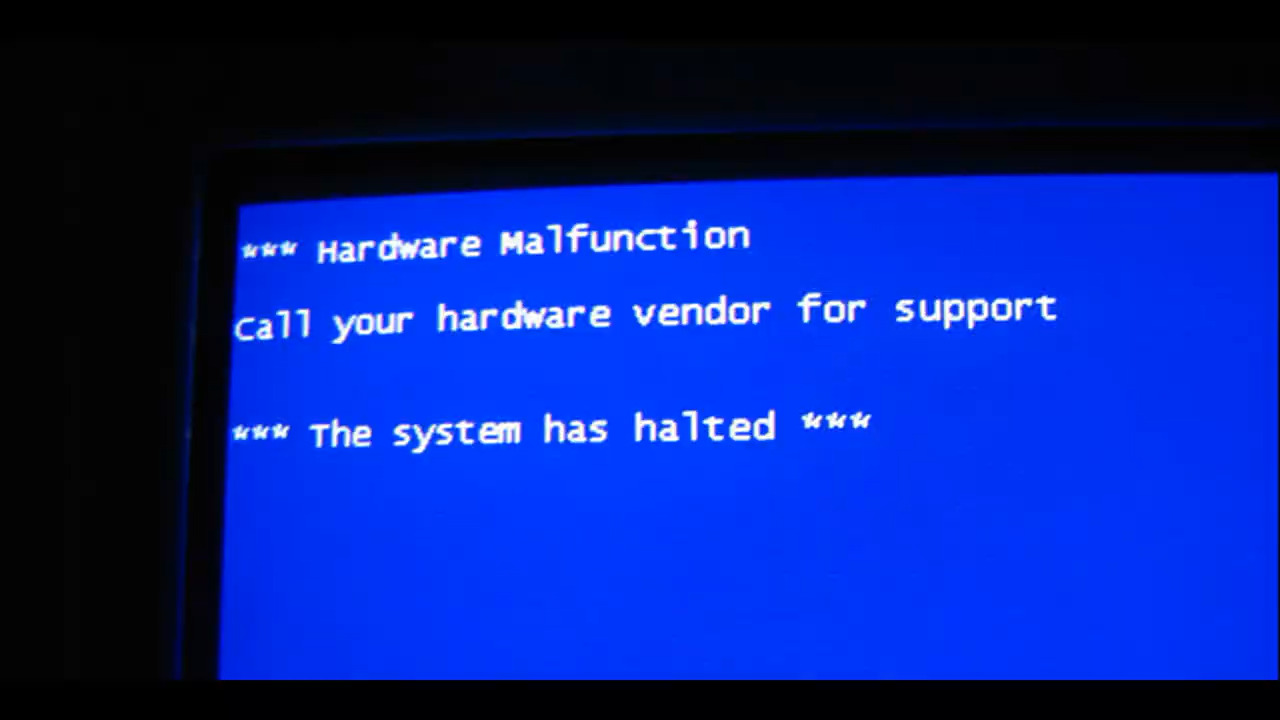 *** Hardware Malfunction
Call your hardware vendor for support
*** The system has halted ***